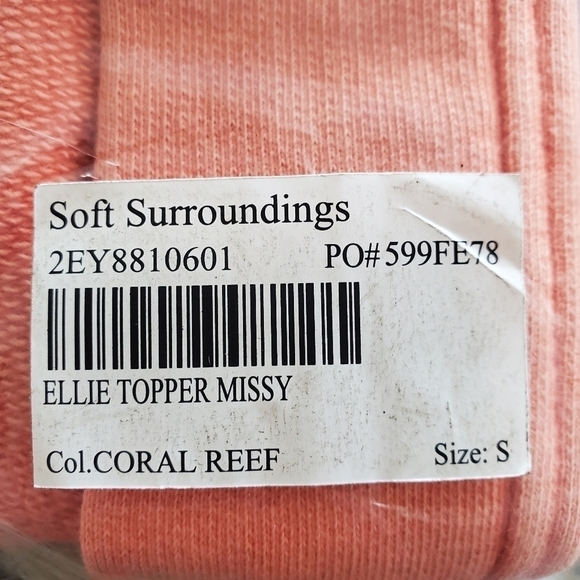 Soft Surroundings
2EY8810601 PO# 599FE78
ELLIE TOPPER MISSY
Col.CORAL REEF Size: S